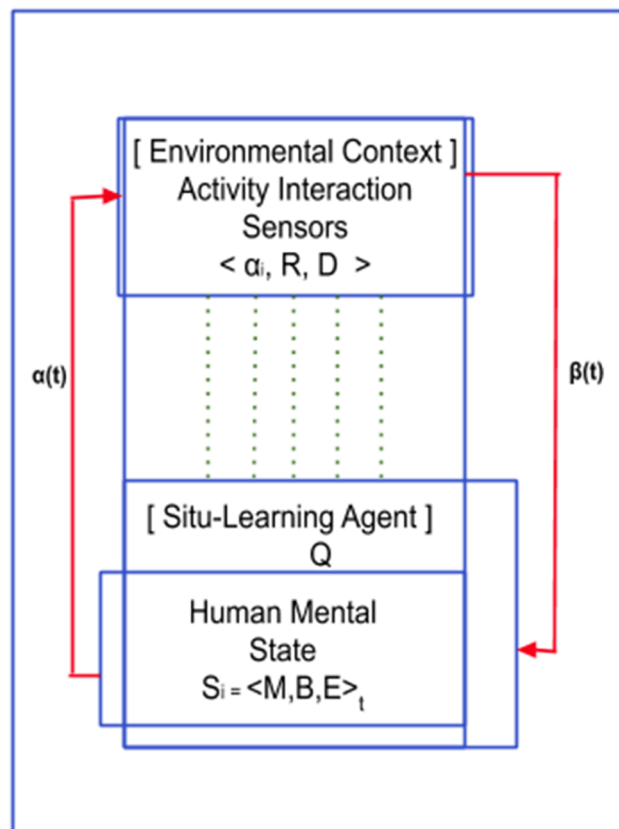 [ Environmental Context ]
Activity Interaction
Sensors
< αᵢ, R, D >
α(t)
β(t)
[ Situ-Learning Agent ]
Q
Human Mental
State
Sᵢ = <M,B,E>ₜ